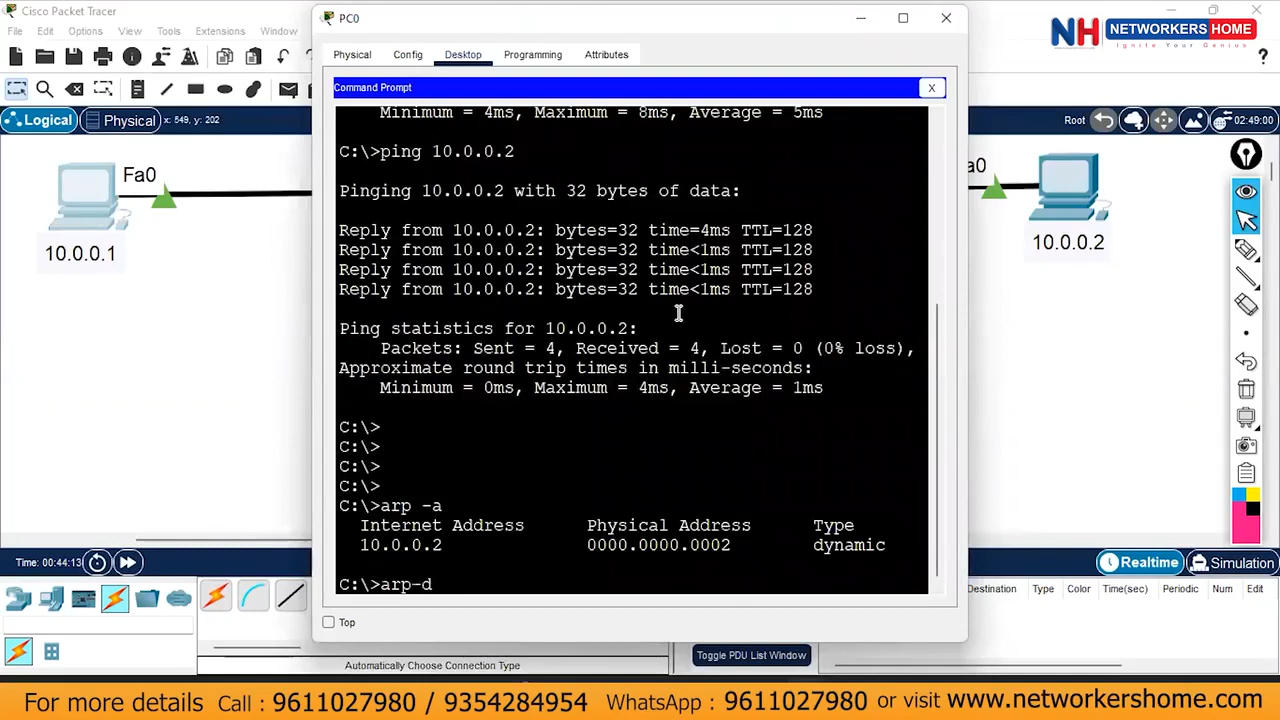 Cisco Packet Tracer
File Edit Options View Tools Extensions Window
PC0
NH NETWORKERS HOME
Ignite Your Genius
Physical Config Desktop Programming Attributes
?
Command Prompt
X
Logical Physical x: 549, y: 202
Root 02:49:00
Minimum = 4ms, Maximum = 8ms, Average = 5ms
C:\>ping 10.0.0.2
Pinging 10.0.0.2 with 32 bytes of data:
Reply from 10.0.0.2: bytes=32 time=4ms TTL=128
Reply from 10.0.0.2: bytes=32 time<1ms TTL=128
Reply from 10.0.0.2: bytes=32 time<1ms TTL=128
Reply from 10.0.0.2: bytes=32 time<1ms TTL=128
Ping statistics for 10.0.0.2:
Packets: Sent = 4, Received = 4, Lost = 0 (0% loss),
Approximate round trip times in milli-seconds:
Minimum = 0ms, Maximum = 4ms, Average = 1ms
C:\>
C:\>
C:\>
C:\>
C:\>arp -a
Internet Address Physical Address Type
10.0.0.2 0000.0000.0002 dynamic
C:\>arp-d
Fa0
10.0.0.1
a0
10.0.0.2
Top
Time: 00:44:13
Realtime Simulation
Destination Type Color Time(sec) Periodic Num Edit
Automatically Choose Connection Type
Toggle PDU List Window
For more details Call : 9611027980 / 9354284954 WhatsApp : 9611027980 or visit www.networkershome.com